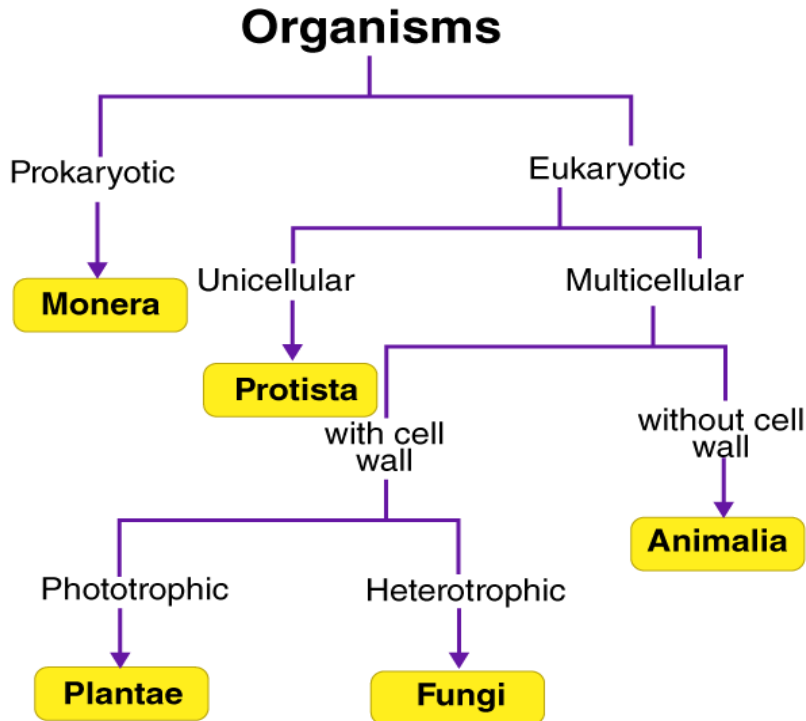 Organisms
Prokaryotic
Eukaryotic
Unicellular
Multicellular
Monera
Protista
with cell
wall
without cell
wall
Animalia
Phototrophic
Heterotrophic
Plantae
Fungi